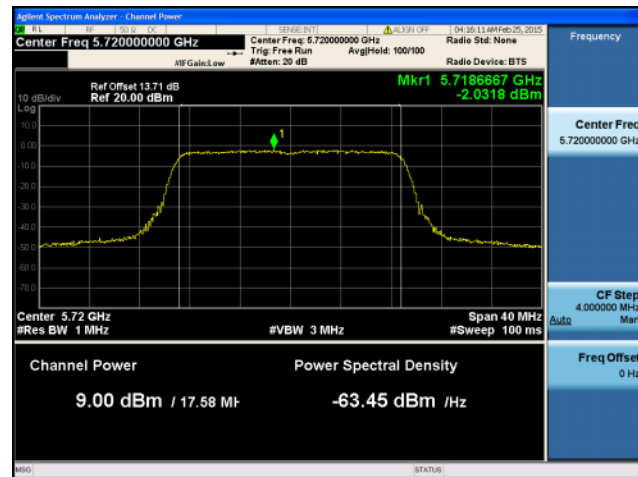 Agilent Spectrum Analyzer - Channel Power
RL RF 50 Ω DC SENSE:INT ALIGN OFF 04:16:11 AM Feb 25, 2015
Center Freq 5.720000000 GHz
Center Freq: 5.720000000 GHz
Radio Std: None
Trig: Free Run
Avg|Hold: 100/100
#IFGain:Low
#Atten: 20 dB
Radio Device: BTS
Frequency
Ref Offset 13.71 dB
Mkr1 5.7186667 GHz
10 dB/div
Ref 20.00 dBm
-2.0318 dBm
Log
10.0
0.00
-10.0
-20.0
-30.0
-40.0
-50.0
-60.0
-70.0
1
Center 5.72 GHz
Span 40 MHz
#Res BW 1 MHz
#VBW 3 MHz
#Sweep 100 ms
Channel Power
Power Spectral Density
9.00 dBm / 17.58 MH
-63.45 dBm /Hz
Center Freq
5.720000000 GHz
CF Step
4.000000 MHz
Auto Man
Freq Offset
0 Hz
MSG
STATUS